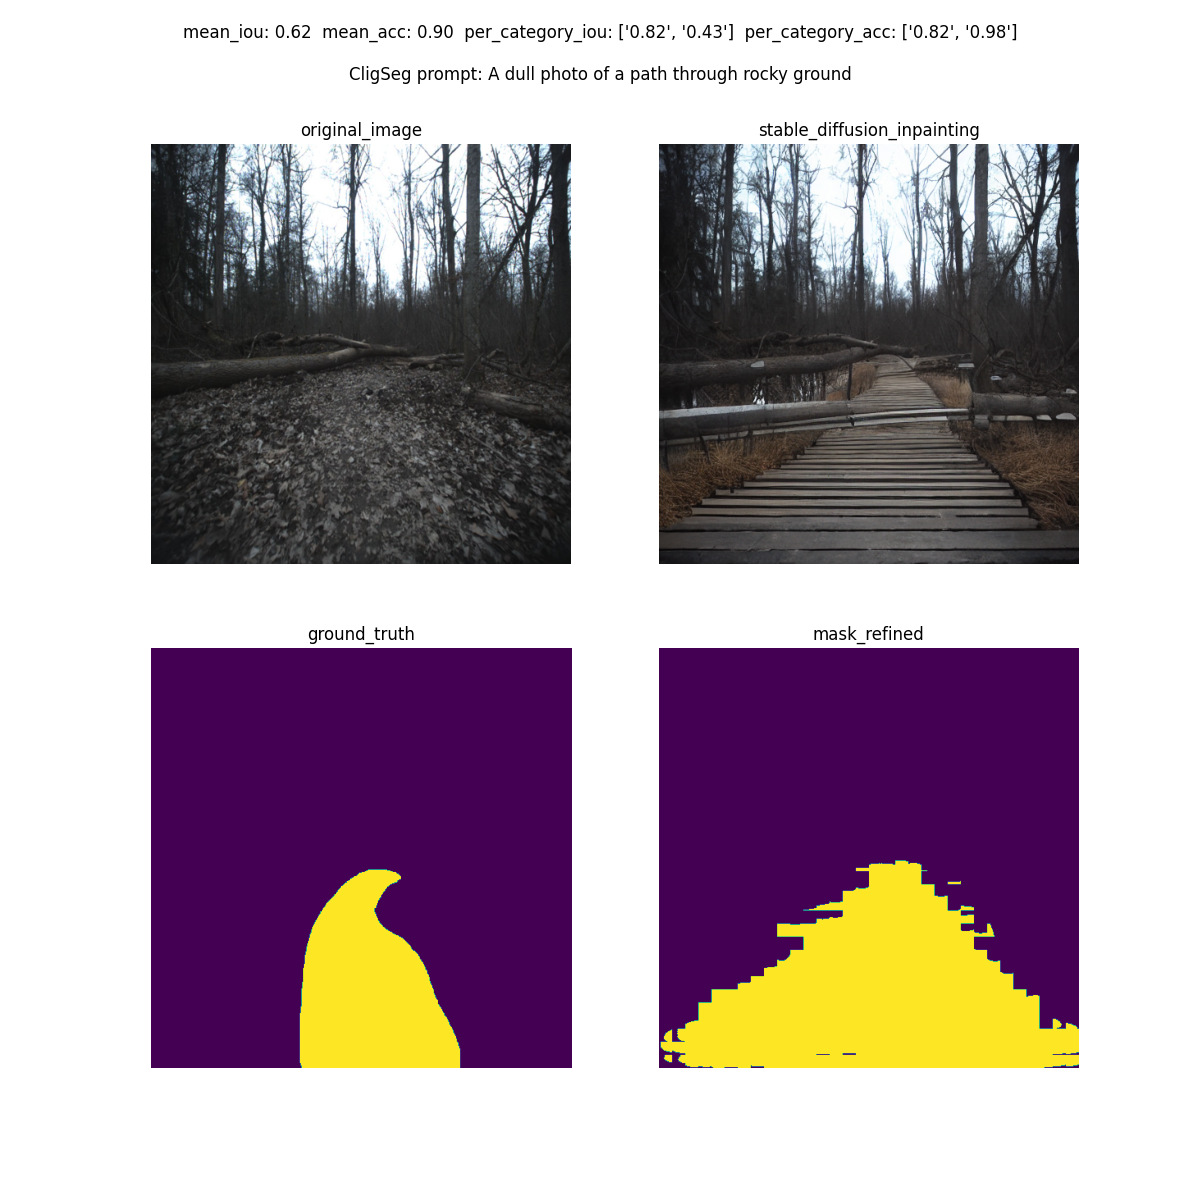 mean_iou: 0.62  mean_acc: 0.90  per_category_iou: ['0.82', '0.43']  per_category_acc: ['0.82', '0.98']
CligSeg prompt: A dull photo of a path through rocky ground
original_image
stable_diffusion_inpainting
ground_truth
mask_refined